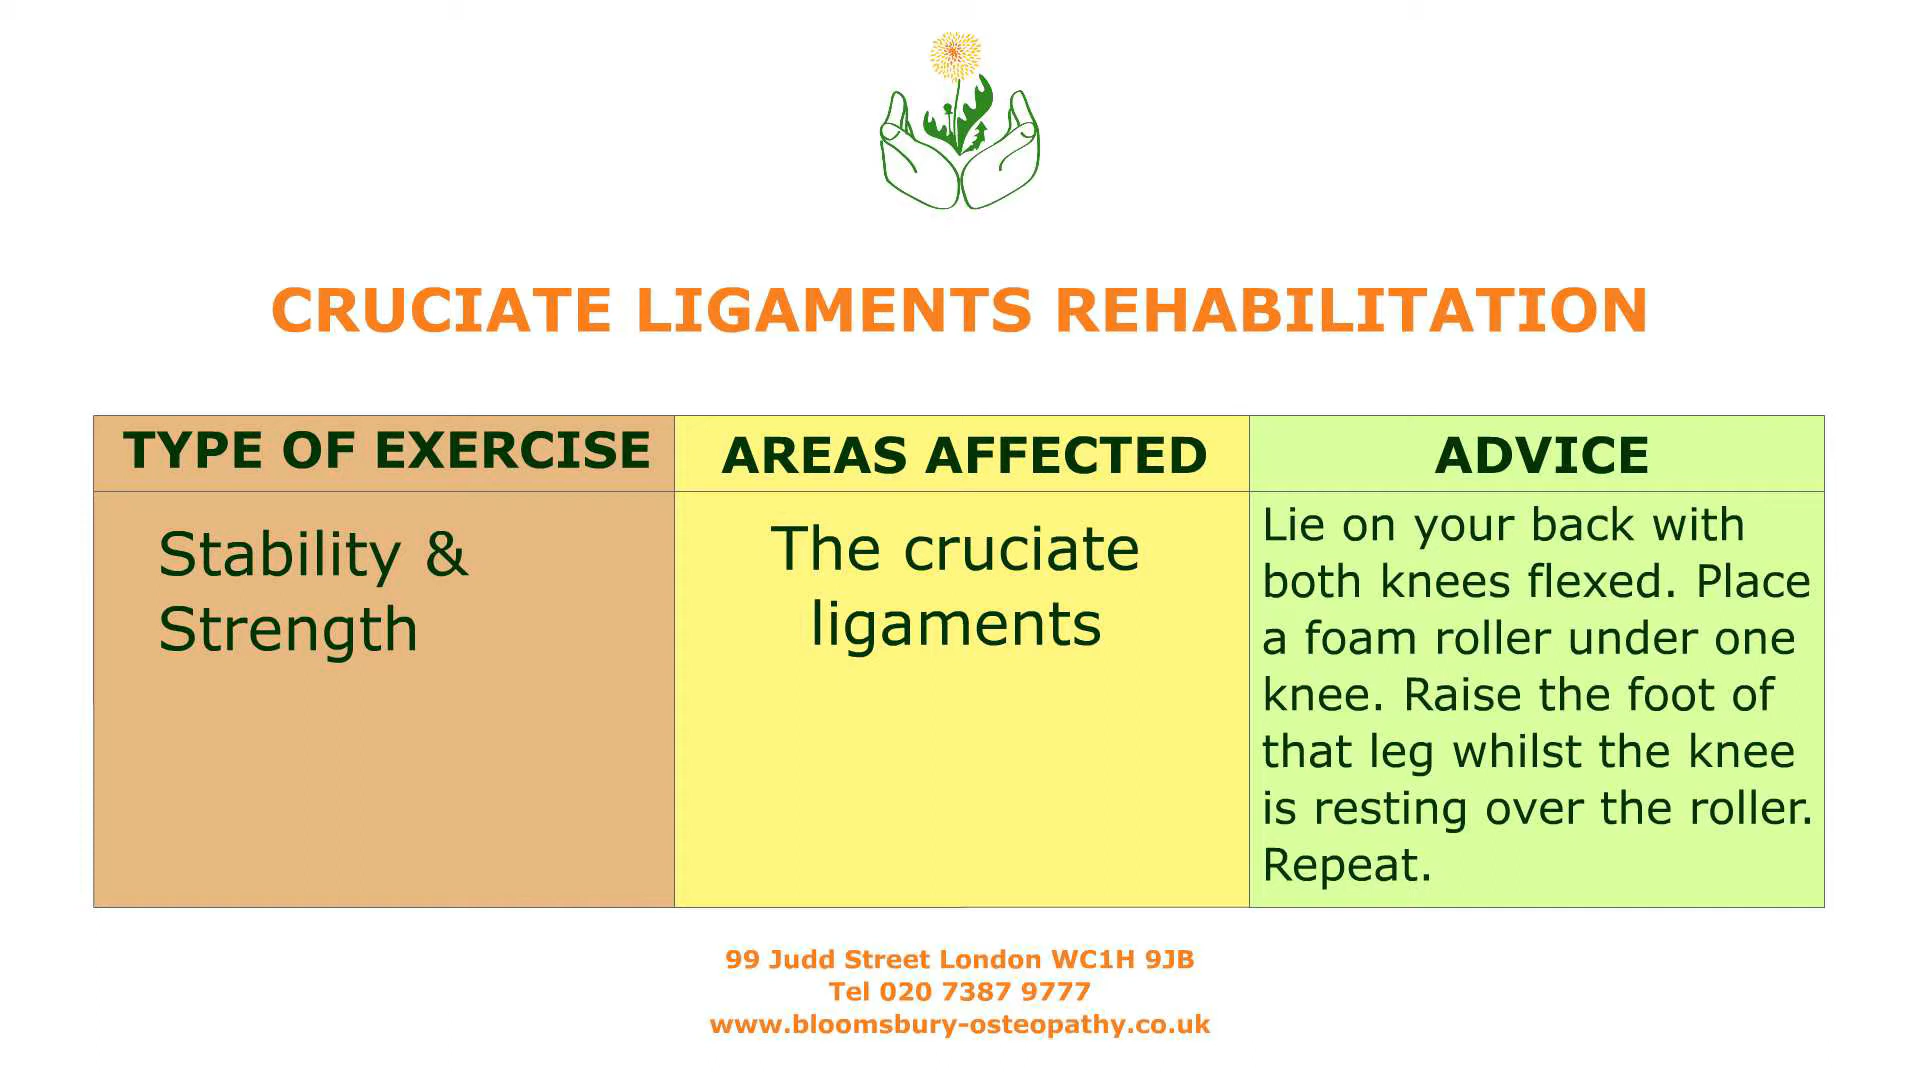 CRUCIATE LIGAMENTS REHABILITATION
TYPE OF EXERCISE
AREAS AFFECTED
ADVICE
Stability &
Strength
The cruciate
ligaments
Lie on your back with
both knees flexed. Place
a foam roller under one
knee. Raise the foot of
that leg whilst the knee
is resting over the roller.
Repeat.
99 Judd Street London WC1H 9JB
Tel 020 7387 9777
www.bloomsbury-osteopathy.co.uk